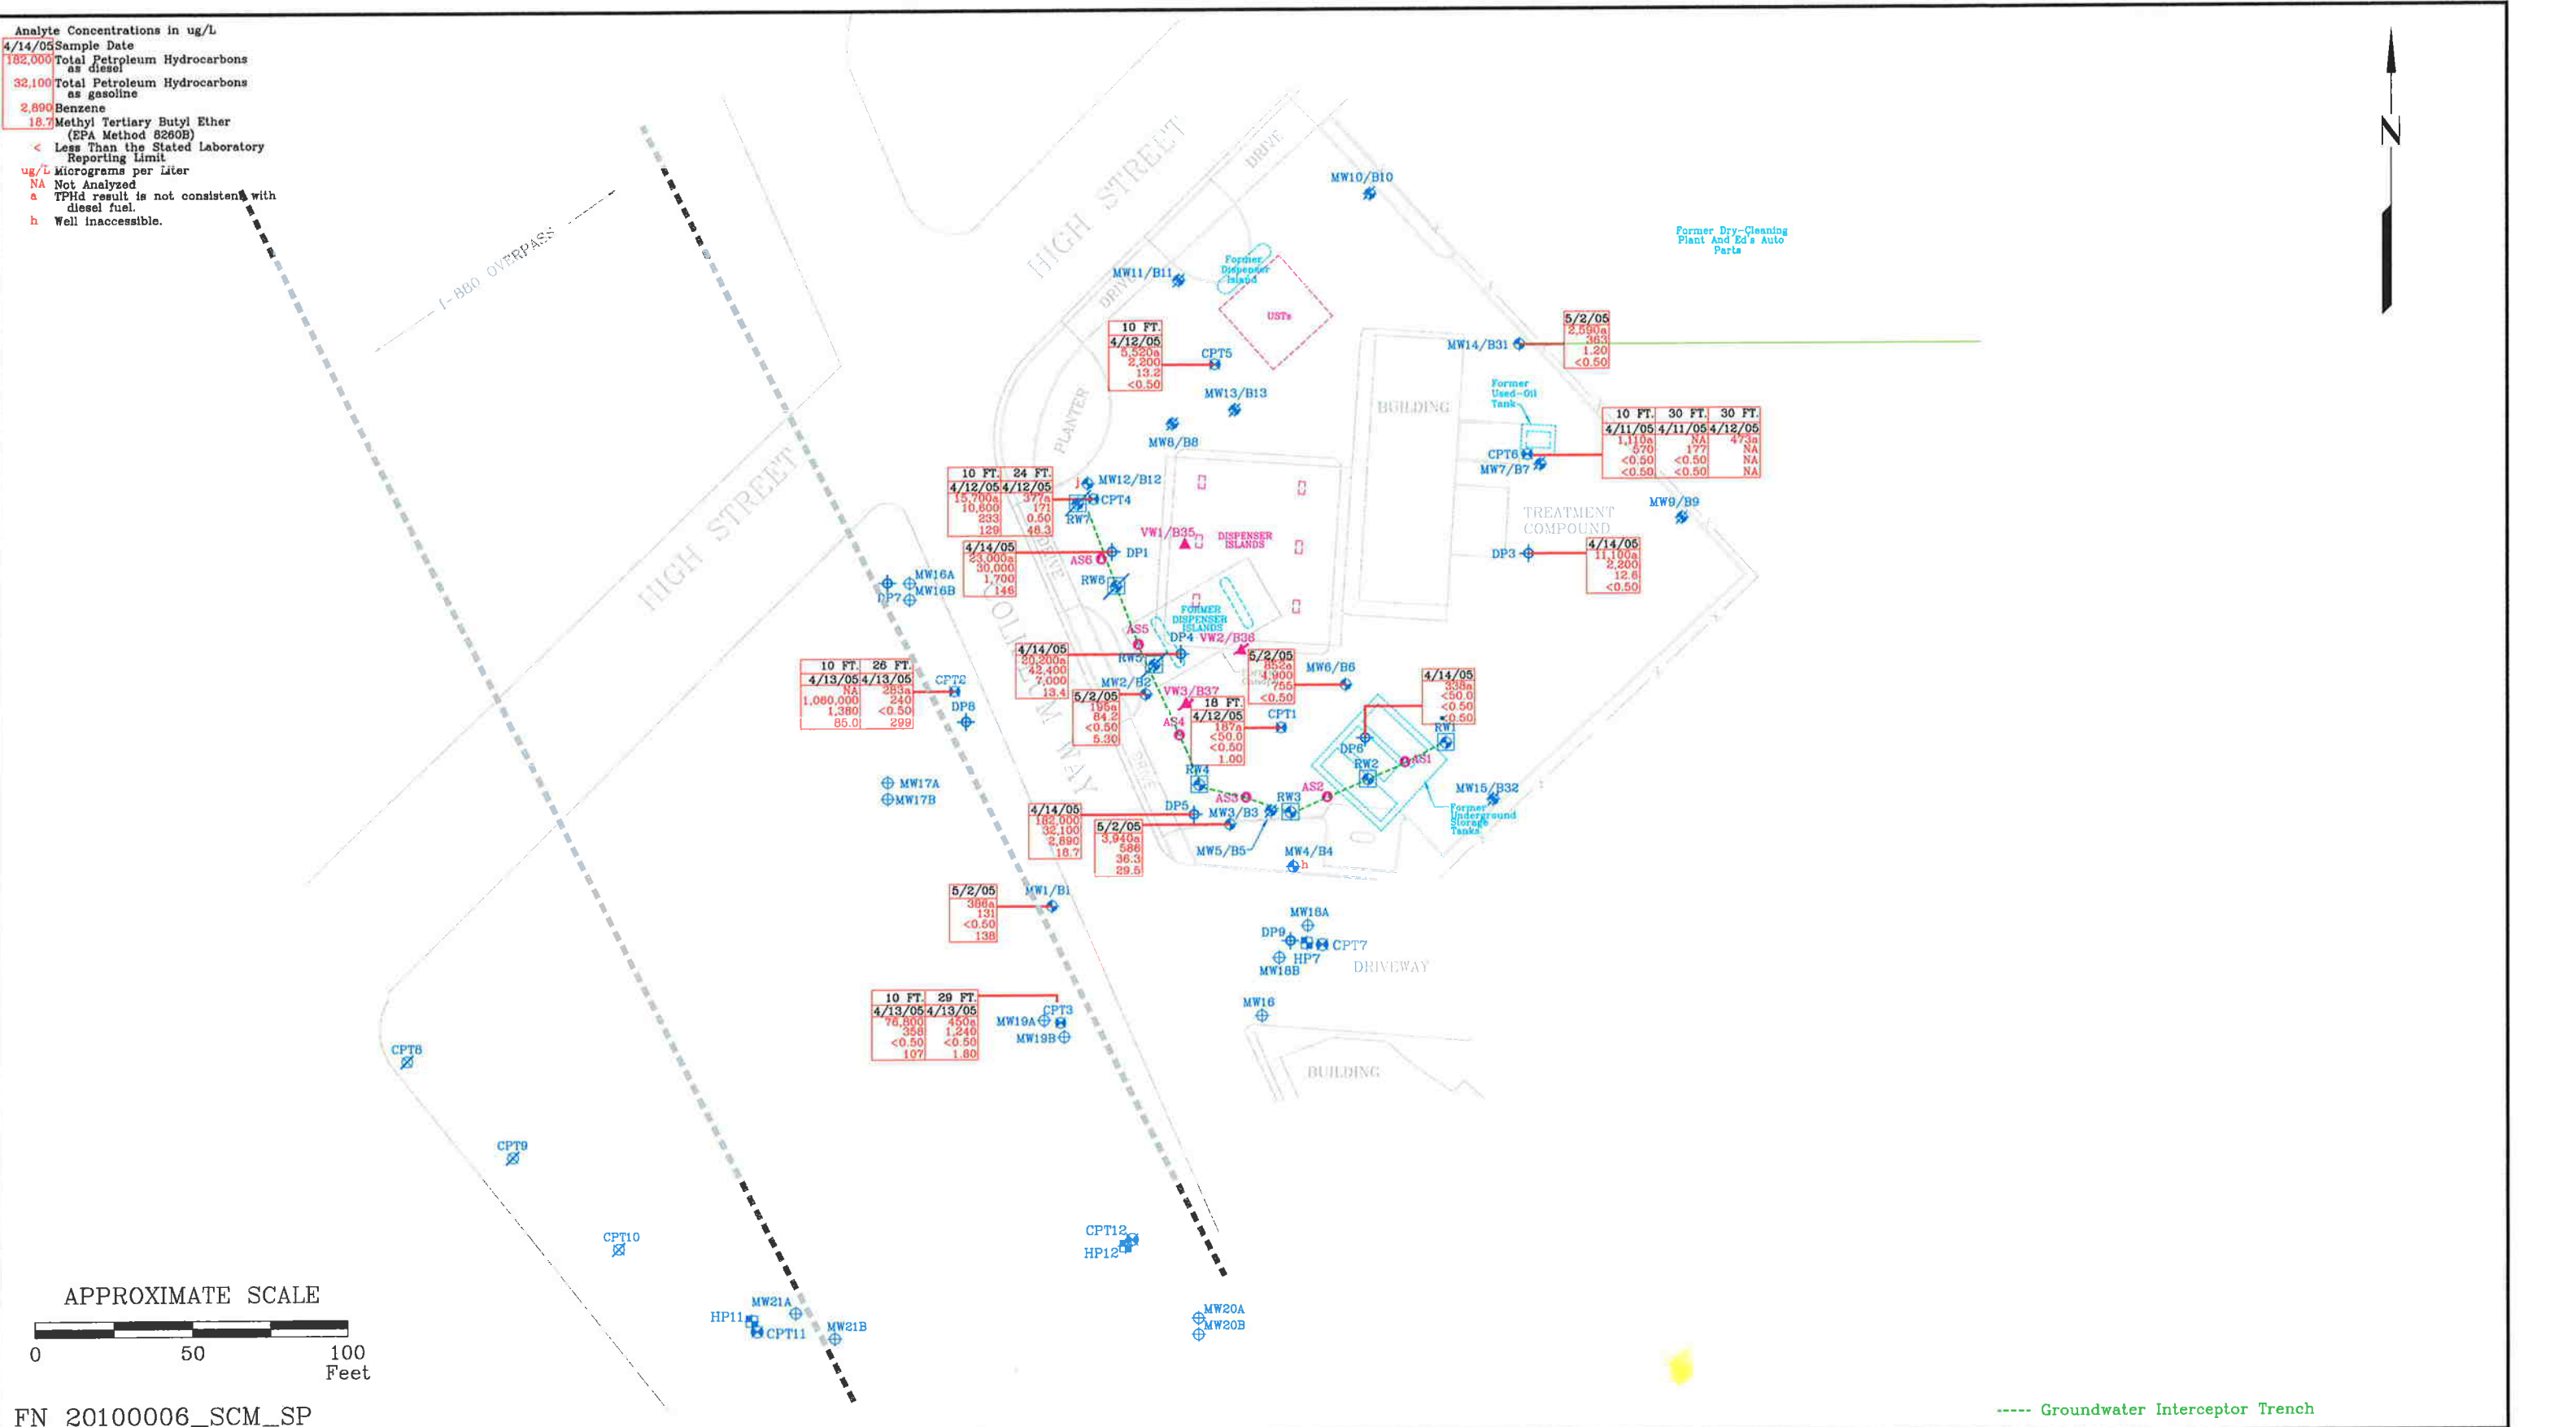 Analyte Concentrations in ug/L
4/14/05 Sample Date
182,000 Total Petroleum Hydrocarbons
as diesel
32,100 Total Petroleum Hydrocarbons
as gasoline
2,890 Benzene
18.7 Methyl Tertiary Butyl Ether
(EPA Method 8260B)
< Less Than the Stated Laboratory
Reporting Limit
ug/L Micrograms per Liter
NA Not Analyzed
a TPHd result is not consistent with
diesel fuel.
h Well inaccessible.
I-880 OVERPASS
HIGH STREET
DRIVE
MW10/B10
N
Former Dry-Cleaning
Plant And Ed's Auto
Parts
MW11/B11
DRIVE
Former
Dispenser
Island
USTs
10 FT.
4/12/05
5,520a
2,200
13.2
<0.50
CPT5
MW13/B13
MW8/B8
PLANTER
BUILDING
MW14/B31
5/2/05
2,590a
363
1.20
<0.50
Former
Used-Oil
Tank
CPT6
MW7/B7
10 FT. 30 FT. 30 FT.
4/11/05 4/11/05 4/12/05
1,110a NA 473a
570 177 NA
<0.50 <0.50 NA
<0.50 <0.50 NA
MW9/B9
TREATMENT
COMPOUND
DP3
4/14/05
11,100a
2,200
12.6
<0.50
10 FT. 24 FT.
4/12/05 4/12/05
15,700a 377a
10,600 171
233 0.50
129 48.3
j
MW12/B12
CPT4
RW7
HIGH STREET
DRIVE
4/14/05
23,000a
30,000
1,700
146
DP1
AS6
RW6
VW1/B35
DISPENSER
ISLANDS
MW16A
MW16B
DP7
COLISEUM WAY
FORMER
DISPENSER
ISLANDS
AS5
DP4
VW2/B36
RW5
4/14/05
20,200a
42,400
7,000
13.4
MW2/B2
5/2/05
195a
84.2
<0.50
5.30
VW3/B37
AS4
5/2/05
852a
4,900
755
<0.50
MW6/B6
18 FT.
4/12/05
187a
<50.0
<0.50
1.00
CPT1
4/14/05
338a
<50.0
<0.50
<0.50
RW1
DP6
AS1
RW2
10 FT. 26 FT.
4/13/05 4/13/05
NA 283a
1,060,000 240
1,380 <0.50
85.0 299
CPT2
DP8
DRIVE
MW17A
MW17B
RW4
AS3
AS2
RW3
MW15/B32
Former
Underground
Storage
Tanks
4/14/05
182,000
32,100
2,890
18.7
DP5
MW3/B3
5/2/05
3,940a
586
36.3
29.5
MW5/B5
MW4/B4
h
5/2/05
386a
131
<0.50
138
MW1/B1
MW18A
DP9
CPT7
HP7
MW18B
DRIVEWAY
MW16
BUILDING
10 FT. 29 FT.
4/13/05 4/13/05
76,800 450a
358 1,240
<0.50 <0.50
107 1.80
CPT3
MW19A
MW19B
CPT8
CPT9
CPT10
CPT12
HP12
MW21A
HP11
CPT11
MW21B
MW20A
MW20B
APPROXIMATE SCALE
0 50 100
Feet
FN 20100006_SCM_SP
----- Groundwater Interceptor Trench